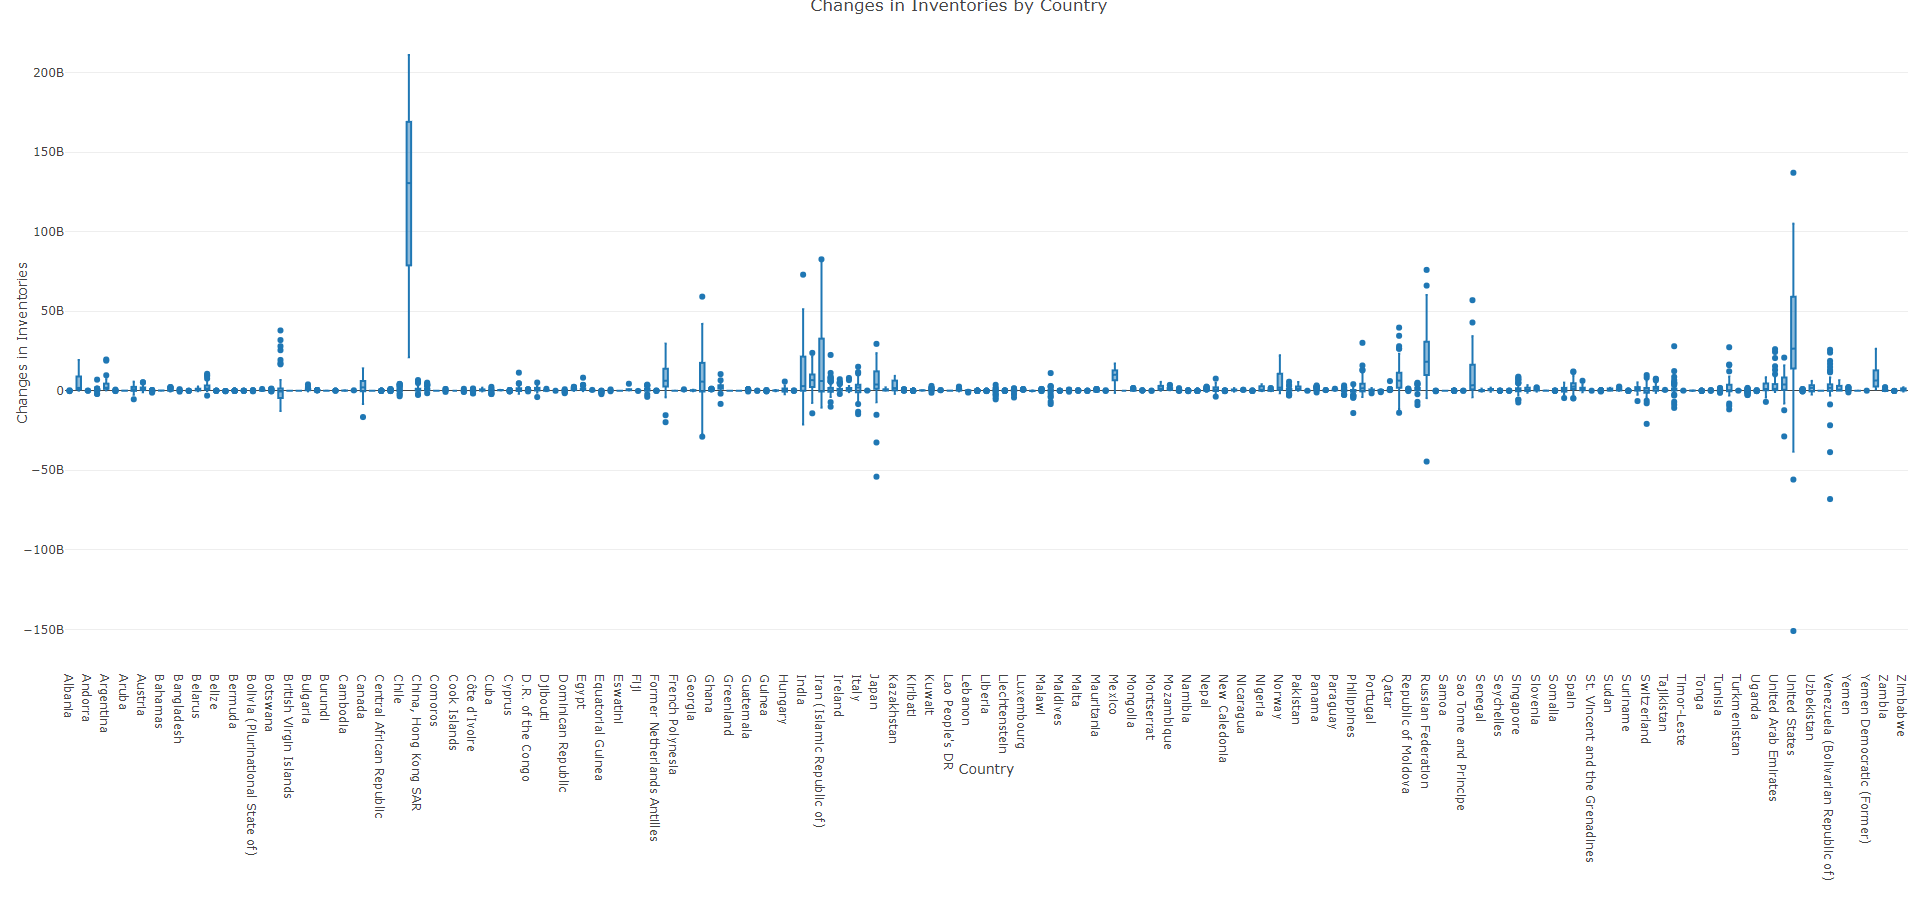 Changes in Inventories by Country
Changes in Inventories
200B
150B
100B
50B
0
−50B
−100B
−150B
Albania
Andorra
Argentina
Aruba
Austria
Bahamas
Bangladesh
Belarus
Belize
Bermuda
Bolivia (Plurinational State of)
Botswana
British Virgin Islands
Bulgaria
Burundi
Cambodia
Canada
Central African Republic
Chile
China, Hong Kong SAR
Comoros
Cook Islands
Côte d'Ivoire
Cuba
Cyprus
D.R. of the Congo
Djibouti
Dominican Republic
Egypt
Equatorial Guinea
Eswatini
Fiji
Former Netherlands Antilles
French Polynesia
Georgia
Ghana
Greenland
Guatemala
Guinea
Hungary
India
Iran (Islamic Republic of)
Ireland
Italy
Japan
Kazakhstan
Kiribati
Kuwait
Lao People's DR
Lebanon
Liberia
Liechtenstein
Luxembourg
Malawi
Maldives
Malta
Mauritania
Mexico
Mongolia
Montserrat
Mozambique
Namibia
Nepal
New Caledonia
Nicaragua
Nigeria
Norway
Pakistan
Panama
Paraguay
Philippines
Portugal
Qatar
Republic of Moldova
Russian Federation
Samoa
Sao Tome and Principe
Senegal
Seychelles
Singapore
Slovenia
Somalia
Spain
St. Vincent and the Grenadines
Sudan
Suriname
Switzerland
Tajikistan
Timor-Leste
Tonga
Tunisia
Turkmenistan
Uganda
United Arab Emirates
United States
Uzbekistan
Venezuela (Bolivarian Republic of)
Yemen
Yemen Democratic (Former)
Zambia
Zimbabwe
Country